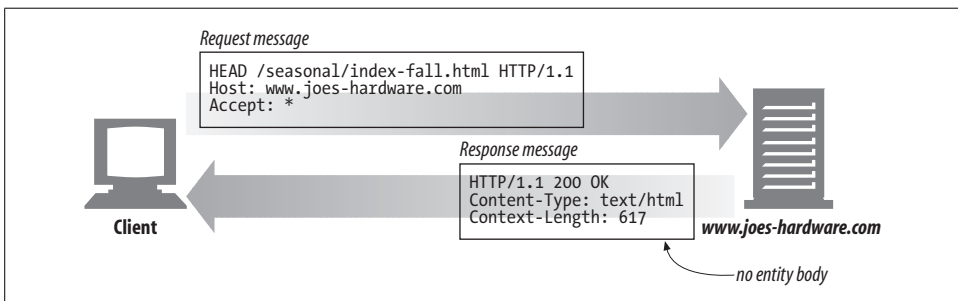 Request message
HEAD /seasonal/index-fall.html HTTP/1.1
Host: www.joes-hardware.com
Accept: *
Response message
HTTP/1.1 200 OK
Content-Type: text/html
Context-Length: 617
Client
www.joes-hardware.com
no entity body